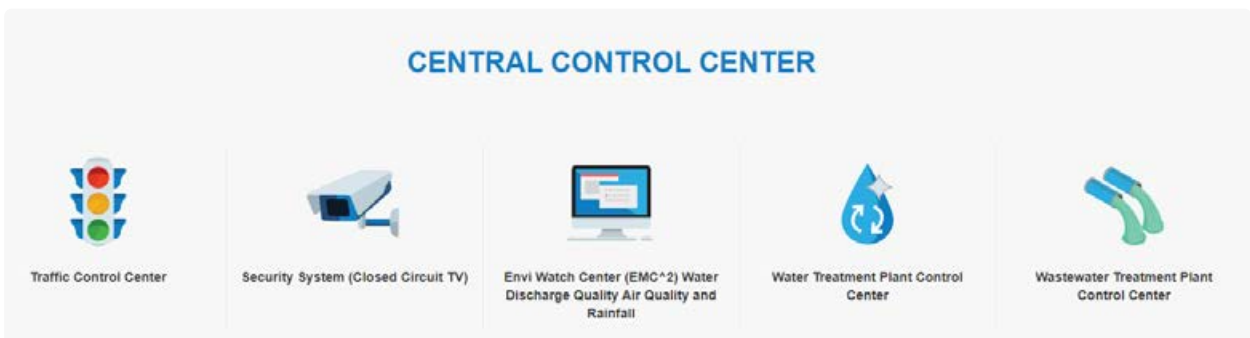 CENTRAL CONTROL CENTER
Traffic Control Center
Security System (Closed Circuit TV)
Envi Watch Center (EMC^2) Water
Discharge Quality Air Quality and
Rainfall
Water Treatment Plant Control
Center
Wastewater Treatment Plant
Control Center